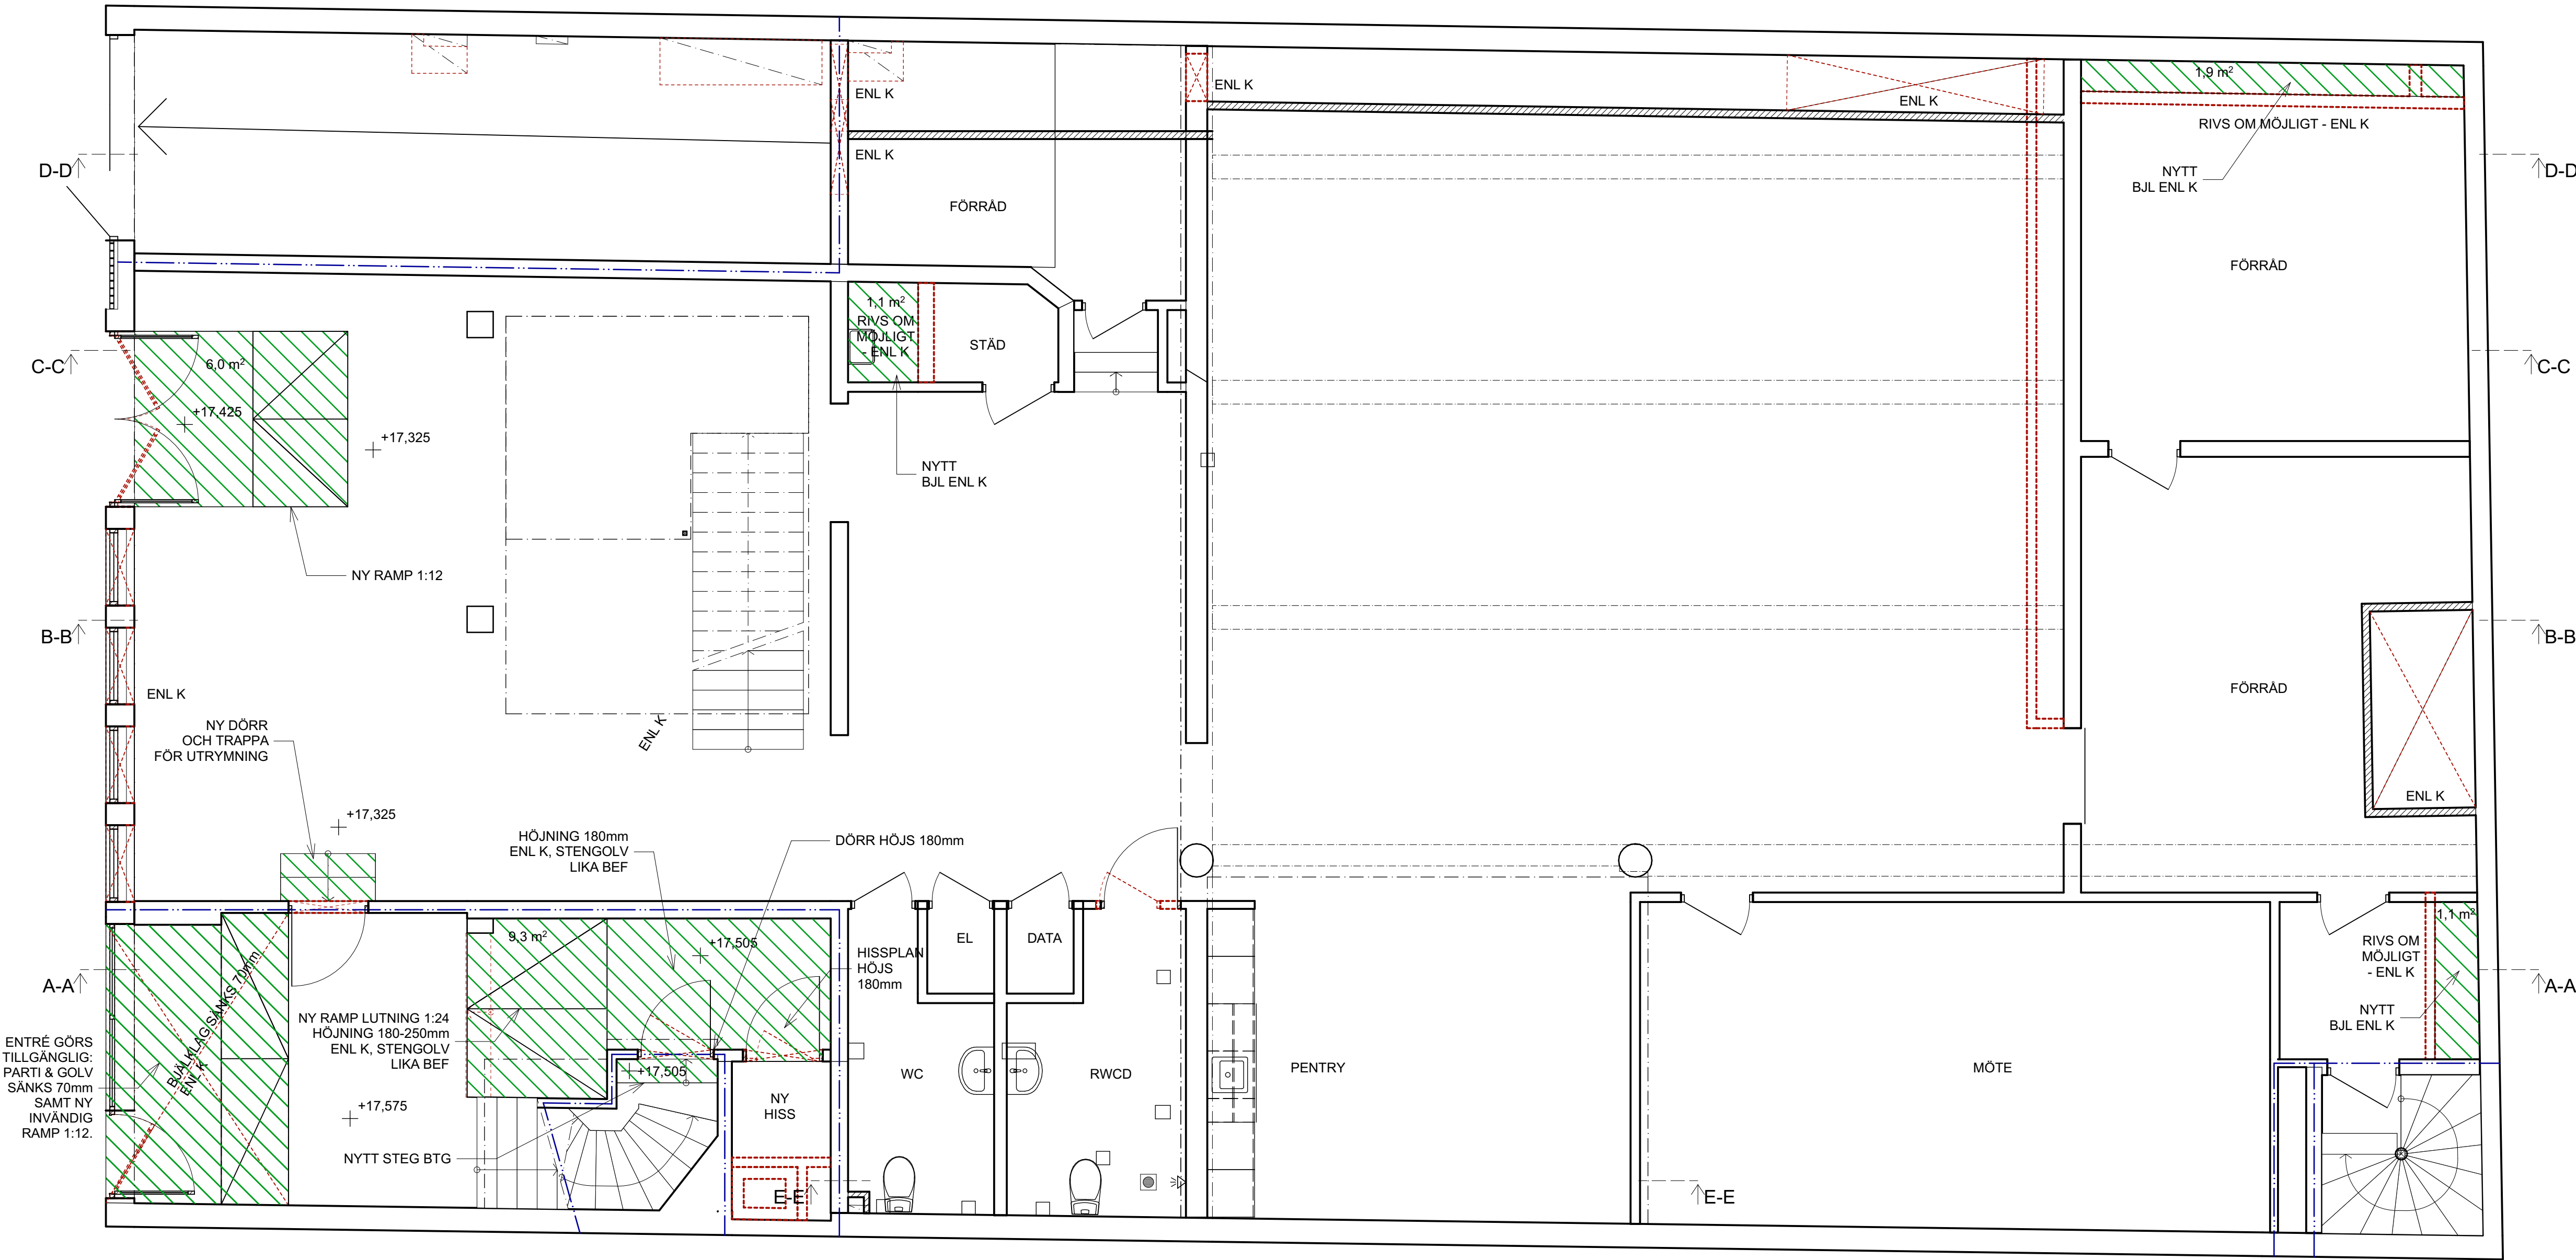 ENL K
ENL K
ENL K
1,9 m²
RIVS OM MÖJLIGT - ENL K
D-D
ENL K
D-D
NYTT
BJL ENL K
FÖRRÅD
FÖRRÅD
1,1 m²
RIVS OM
MÖJLIGT
- ENL K
STÄD
C-C
6,0 m²
C-C
+17,425
+17,325
NYTT
BJL ENL K
NY RAMP 1:12
B-B
B-B
ENL K
FÖRRÅD
NY DÖRR
OCH TRAPPA
FÖR UTRYMNING
ENL K
ENL K
+17,325
HÖJNING 180mm
ENL K, STENGOLV
LIKA BEF
DÖRR HÖJS 180mm
9,3 m²
+17,505
EL
DATA
1,1 m²
HISSPLAN
HÖJS
180mm
RIVS OM
MÖJLIGT
- ENL K
A-A
A-A
BJÄLKLAG SÄNKS 70mm
ENL K
NY RAMP LUTNING 1:24
HÖJNING 180-250mm
ENL K, STENGOLV
LIKA BEF
NYTT
BJL ENL K
ENTRÉ GÖRS
TILLGÄNGLIG:
PARTI & GOLV
SÄNKS 70mm
SAMT NY
INVÄNDIG
RAMP 1:12.
+17,505
WC
RWCD
PENTRY
MÖTE
+17,575
NY
HISS
NYTT STEG BTG
E-E
E-E